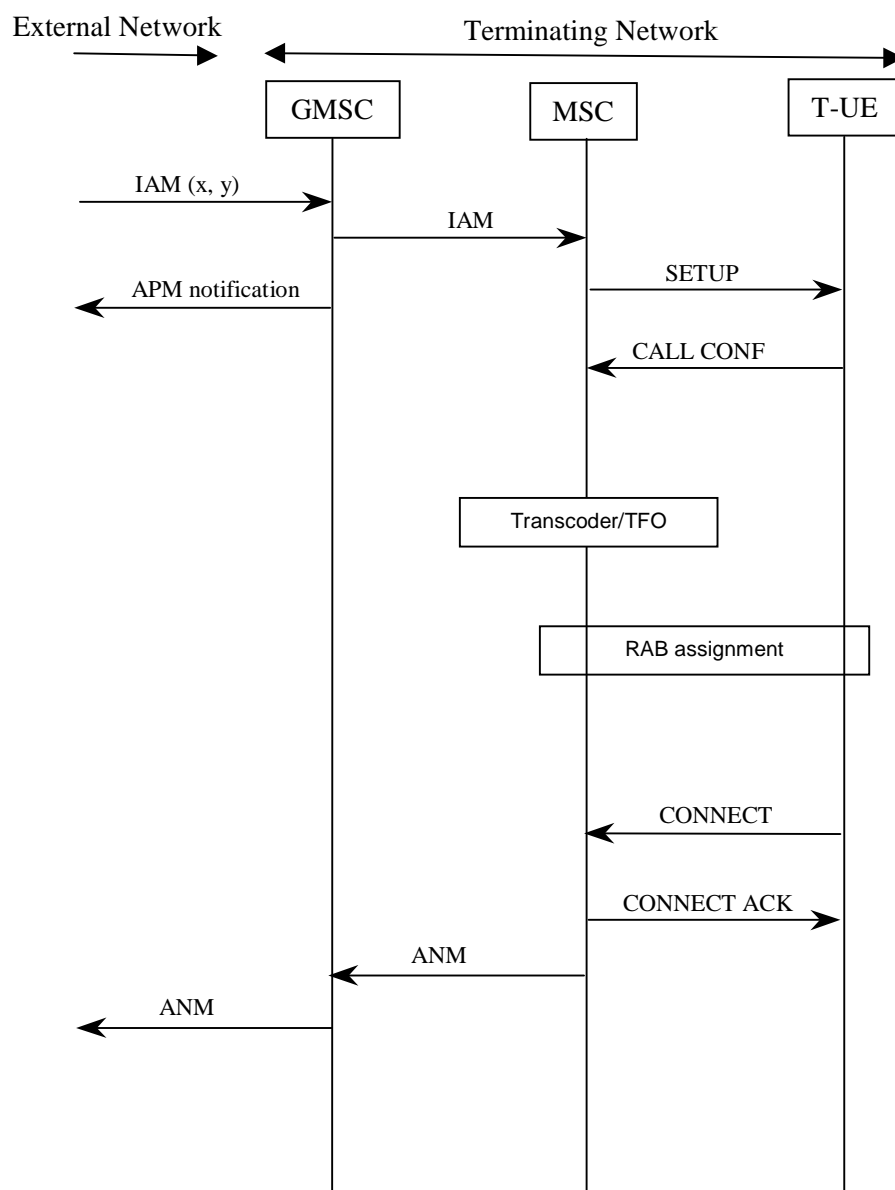 External Network
Terminating Network
GMSC
MSC
T-UE
IAM (x, y)
IAM
SETUP
APM notification
CALL CONF
Transcoder/TFO
RAB assignment
CONNECT
CONNECT ACK
ANM
ANM